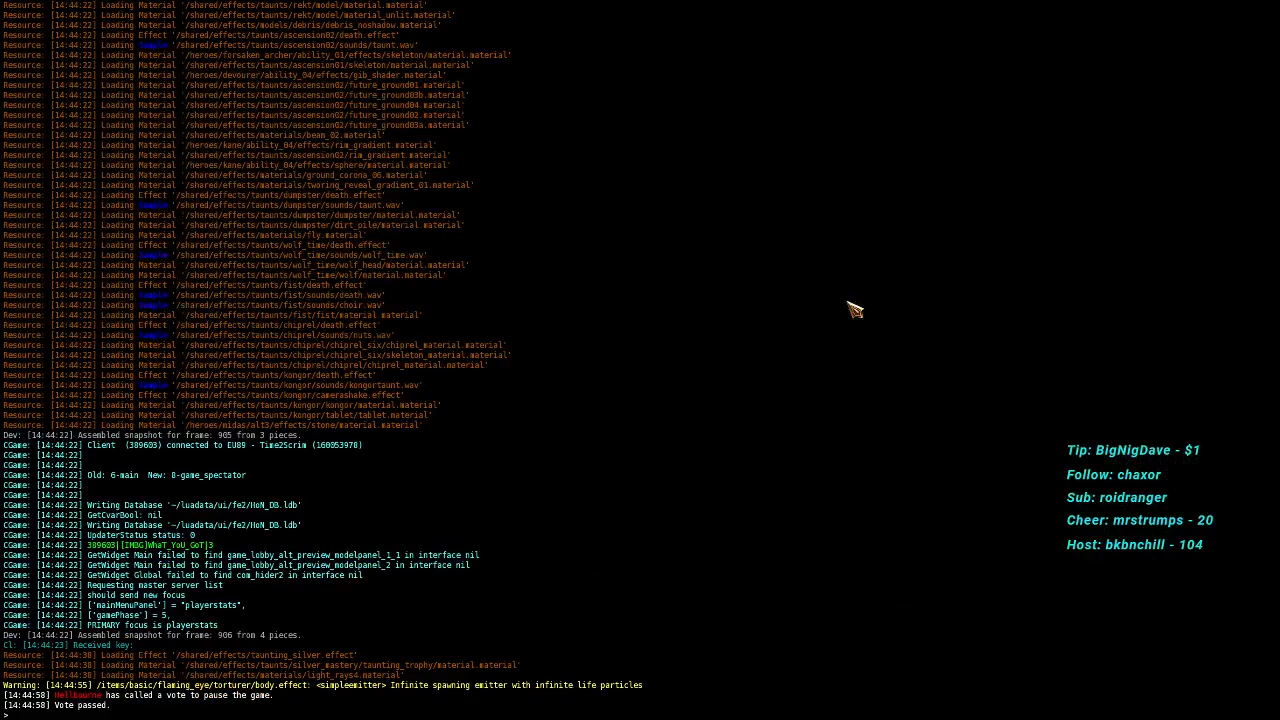 Resource: [14:44:22] Loading Material '/shared/effects/taunts/rekt/model/material.material'
Resource: [14:44:22] Loading Material '/shared/effects/taunts/rekt/model/material_unlit.material'
Resource: [14:44:22] Loading Material '/shared/effects/models/debris/debris_noshadow.material'
Resource: [14:44:22] Loading Effect '/shared/effects/taunts/ascension02/death.effect'
Resource: [14:44:22] Loading Sample '/shared/effects/taunts/ascension02/sounds/taunt.wav'
Resource: [14:44:22] Loading Material '/heroes/forsaken_archer/ability_01/effects/skeleton/material.material'
Resource: [14:44:22] Loading Material '/shared/effects/taunts/ascension01/skeleton/material.material'
Resource: [14:44:22] Loading Material '/heroes/devourer/ability_04/effects/gib_shader.material'
Resource: [14:44:22] Loading Material '/shared/effects/taunts/ascension02/future_ground01.material'
Resource: [14:44:22] Loading Material '/shared/effects/taunts/ascension02/future_ground03b.material'
Resource: [14:44:22] Loading Material '/shared/effects/taunts/ascension02/future_ground04.material'
Resource: [14:44:22] Loading Material '/shared/effects/taunts/ascension02/future_ground02.material'
Resource: [14:44:22] Loading Material '/shared/effects/taunts/ascension02/future_ground03a.material'
Resource: [14:44:22] Loading Material '/shared/effects/materials/beam_02.material'
Resource: [14:44:22] Loading Material '/heroes/kane/ability_04/effects/rim_gradient.material'
Resource: [14:44:22] Loading Material '/shared/effects/taunts/ascension02/rim_gradient.material'
Resource: [14:44:22] Loading Material '/heroes/kane/ability_04/effects/sphere/material.material'
Resource: [14:44:22] Loading Material '/shared/effects/materials/ground_corona_06.material'
Resource: [14:44:22] Loading Material '/shared/effects/materials/tworing_reveal_gradient_01.material'
Resource: [14:44:22] Loading Effect '/shared/effects/taunts/dumpster/death.effect'
Resource: [14:44:22] Loading Sample '/shared/effects/taunts/dumpster/sounds/taunt.wav'
Resource: [14:44:22] Loading Material '/shared/effects/taunts/dumpster/dumpster/material.material'
Resource: [14:44:22] Loading Material '/shared/effects/taunts/dumpster/dirt_pile/material.material'
Resource: [14:44:22] Loading Material '/shared/effects/materials/fly.material'
Resource: [14:44:22] Loading Effect '/shared/effects/taunts/wolf_time/death.effect'
Resource: [14:44:22] Loading Sample '/shared/effects/taunts/wolf_time/sounds/wolf_time.wav'
Resource: [14:44:22] Loading Material '/shared/effects/taunts/wolf_time/wolf_head/material.material'
Resource: [14:44:22] Loading Material '/shared/effects/taunts/wolf_time/wolf/material.material'
Resource: [14:44:22] Loading Effect '/shared/effects/taunts/fist/death.effect'
Resource: [14:44:22] Loading Sample '/shared/effects/taunts/fist/sounds/death.wav'
Resource: [14:44:22] Loading Sample '/shared/effects/taunts/fist/sounds/choir.wav'
Resource: [14:44:22] Loading Material '/shared/effects/taunts/fist/fist/material.material'
Resource: [14:44:22] Loading Effect '/shared/effects/taunts/chiprel/death.effect'
Resource: [14:44:22] Loading Sample '/shared/effects/taunts/chiprel/sounds/nuts.wav'
Resource: [14:44:22] Loading Material '/shared/effects/taunts/chiprel/chiprel_six/chiprel_material.material'
Resource: [14:44:22] Loading Material '/shared/effects/taunts/chiprel/chiprel_six/skeleton_material.material'
Resource: [14:44:22] Loading Material '/shared/effects/taunts/chiprel/chiprel/chiprel_material.material'
Resource: [14:44:22] Loading Effect '/shared/effects/taunts/kongor/death.effect'
Resource: [14:44:22] Loading Sample '/shared/effects/taunts/kongor/sounds/kongortaunt.wav'
Resource: [14:44:22] Loading Effect '/shared/effects/taunts/kongor/camerashake.effect'
Resource: [14:44:22] Loading Material '/shared/effects/taunts/kongor/kongor/material.material'
Resource: [14:44:22] Loading Material '/shared/effects/taunts/kongor/tablet/tablet.material'
Resource: [14:44:22] Loading Material '/heroes/midas/alt3/effects/stone/material.material'
Dev: [14:44:22] Assembled snapshot for frame: 905 from 3 pieces.
CGame: [14:44:22] Client  (389603) connected to EU89 - Time2Scrim (160053978)
CGame: [14:44:22]
CGame: [14:44:22]
CGame: [14:44:22] Old: 6-main  New: 8-game_spectator
CGame: [14:44:22]
CGame: [14:44:22]
CGame: [14:44:22] Writing Database '~/luadata/ui/fe2/HoN_DB.ldb'
CGame: [14:44:22] GetCvarBool: nil
CGame: [14:44:22] Writing Database '~/luadata/ui/fe2/HoN_DB.ldb'
CGame: [14:44:22] UpdaterStatus status: 0
CGame: [14:44:22] 389603|[IMBG]WhaT_YoU_GoT|3
CGame: [14:44:22] GetWidget Main failed to find game_lobby_alt_preview_modelpanel_1_1 in interface nil
CGame: [14:44:22] GetWidget Main failed to find game_lobby_alt_preview_modelpanel_2 in interface nil
CGame: [14:44:22] GetWidget Global failed to find com_hider2 in interface nil
CGame: [14:44:22] Requesting master server list
CGame: [14:44:22] should send new focus
CGame: [14:44:22] ['mainMenuPanel'] = "playerstats",
CGame: [14:44:22] ['gamePhase'] = 5,
CGame: [14:44:22] PRIMARY focus is playerstats
Dev: [14:44:22] Assembled snapshot for frame: 906 from 4 pieces.
Cl: [14:44:23] Received key:
Resource: [14:44:38] Loading Effect '/shared/effects/taunting_silver.effect'
Resource: [14:44:38] Loading Material '/shared/effects/taunts/silver_mastery/taunting_trophy/material.material'
Resource: [14:44:38] Loading Material '/shared/effects/materials/light_rays4.material'
Warning: [14:44:55] /items/basic/flaming_eye/torturer/body.effect: <simpleemitter> Infinite spawning emitter with infinite life particles
[14:44:58] Hellbourne has called a vote to pause the game.
[14:44:58] Vote passed.
>
Tip: BigNigDave - $1
Follow: chaxor
Sub: roidranger
Cheer: mrstrumps - 20
Host: bkbnchill - 104